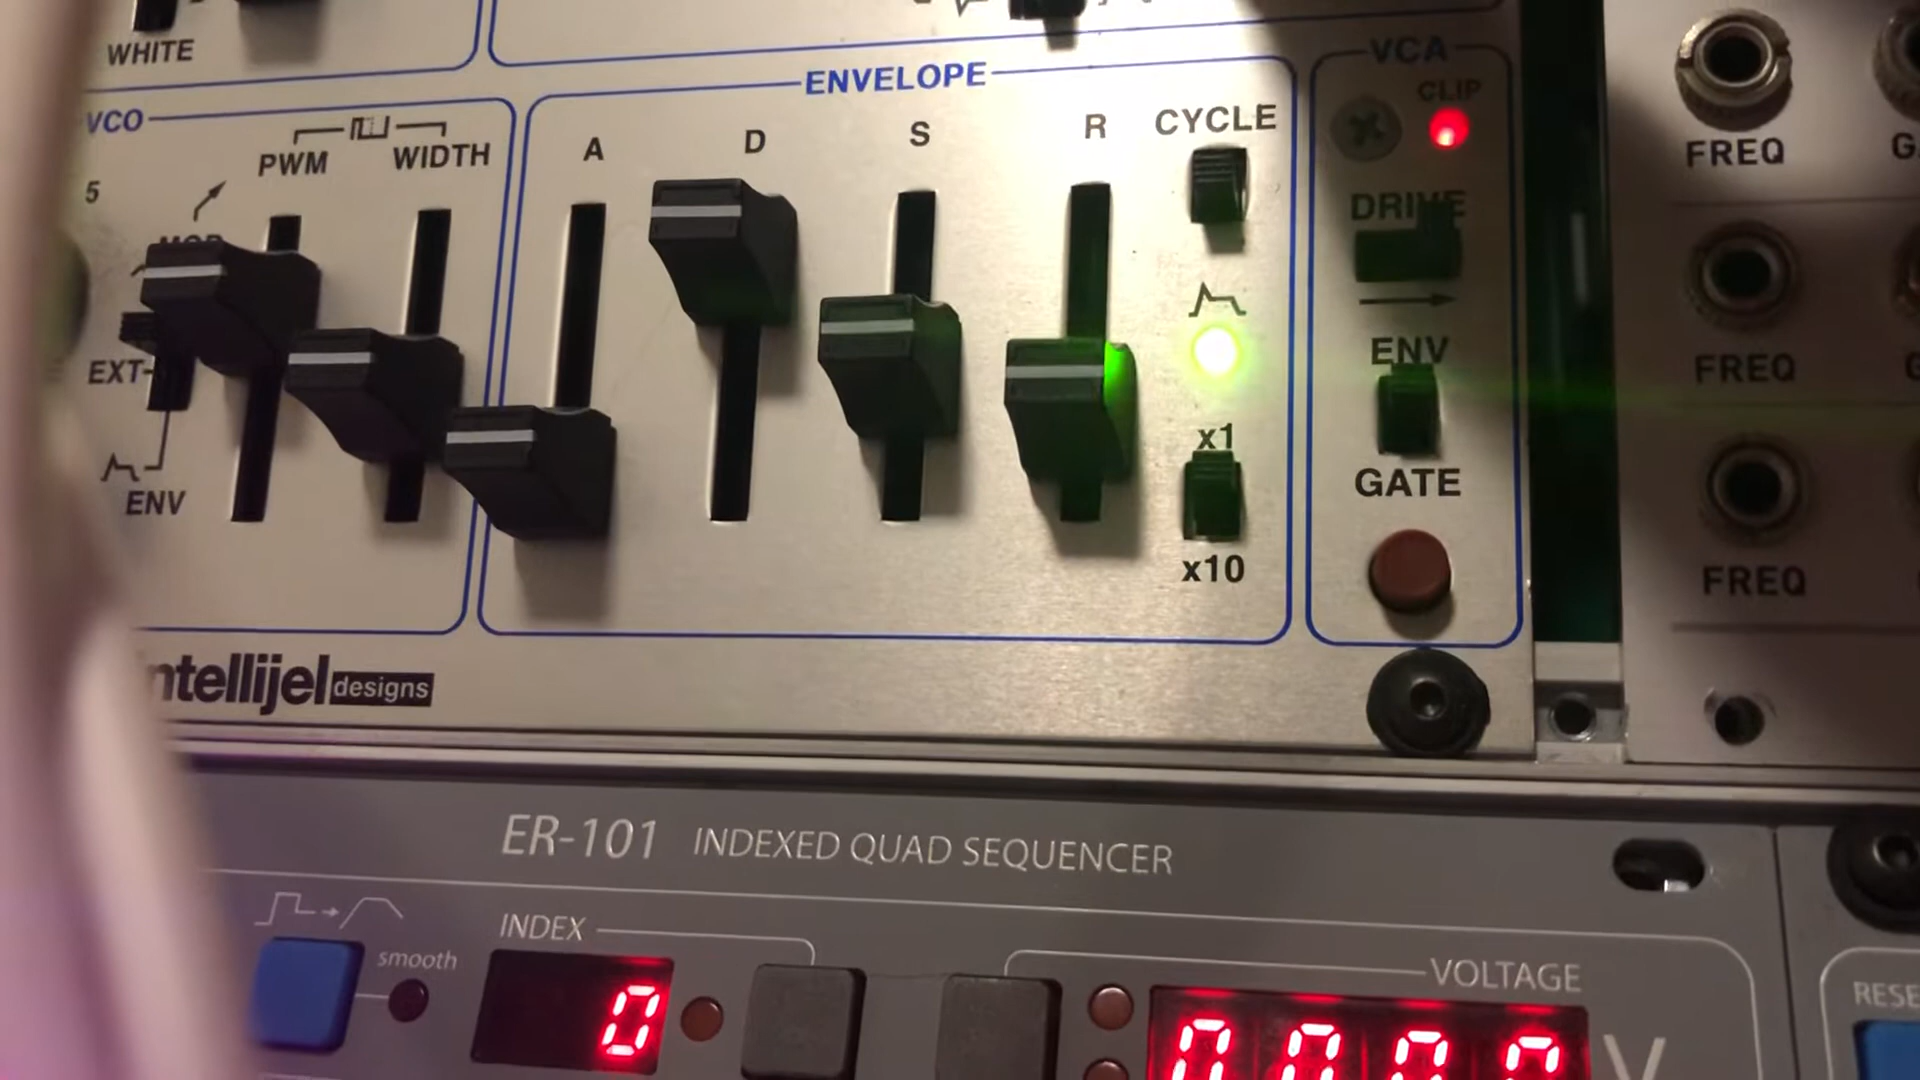 WHITE
VCO
PWM
WIDTH
5
MOD
EXT
ENV
ENVELOPE
A
D
S
R
CYCLE
x1
x10
VCA
CLIP
DRIVE
ENV
GATE
FREQ
FREQ
FREQ
intellijel designs
ER-101 INDEXED QUAD SEQUENCER
smooth
INDEX
0
VOLTAGE
V